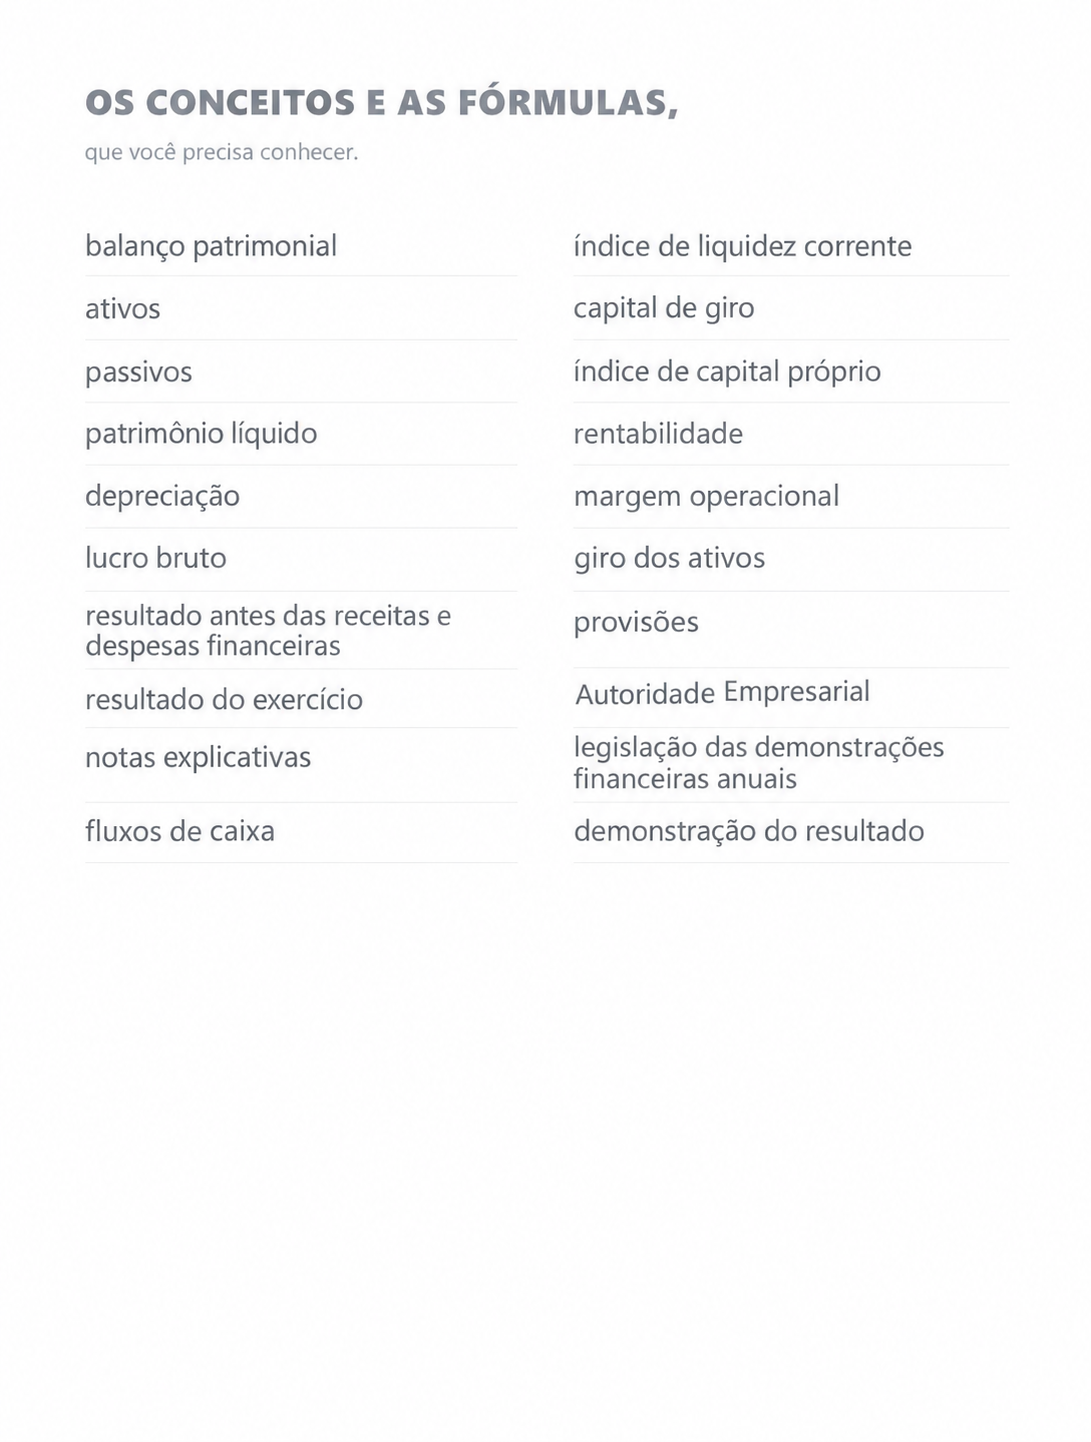 OS CONCEITOS E AS FÓRMULAS,
que você precisa conhecer.
balanço patrimonial
ativos
passivos
patrimônio líquido
depreciação
lucro bruto
resultado antes das receitas e
despesas financeiras
resultado do exercício
notas explicativas
fluxos de caixa
índice de liquidez corrente
capital de giro
índice de capital próprio
rentabilidade
margem operacional
giro dos ativos
provisões
Autoridade Empresarial
legislação das demonstrações
financeiras anuais
demonstração do resultado